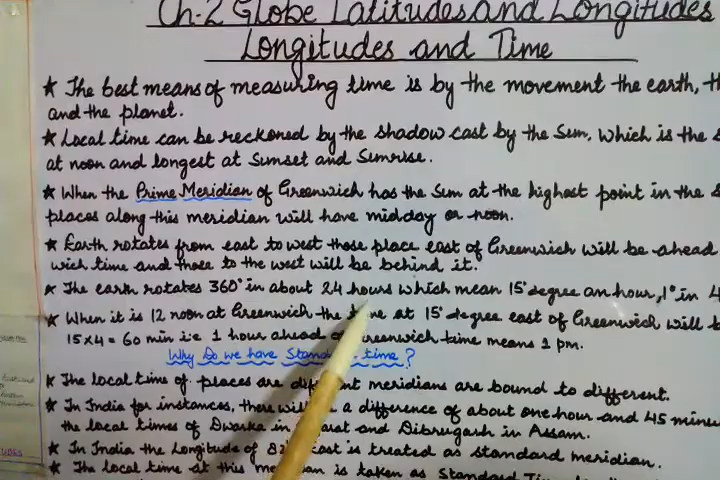 Ch-2 Globe Latitudes and Longitudes
Longitudes and Time
★ The best means of measuring time is by the movement the earth, th
and the planet.
★ Local time can be reckoned by the shadow cast by the Sun, which is the s
at noon and longest at Sunset and Sunrise.
★ When the Prime Meridian of Greenwich has the Sun at the highest point in the s
places along this meridian will have midday or noon.
★ Earth rotates from east to west those place east of Greenwich will be ahead
wich time and those to the west will be behind it.
★ The earth rotates 360° in about 24 hours which mean 15° degree an hour, 1° in 4
★ When it is 12 noon at Greenwich the time at 15° degree east of Greenwich will b
15×4= 60 min i.e 1 hour ahead of Greenwich time means 1 pm.
Why Do we have Standard time?
★ The local time of places are different meridians are bound to different.
★ In India for instances, there will a difference of about one hour and 45 minu
the local times of Dwarka in Gujarat and Dibrugarh in Assam.
★ In India the Longitude of 82 East is treated as standard meridian.
★ The local time at this meridian is taken as Standard